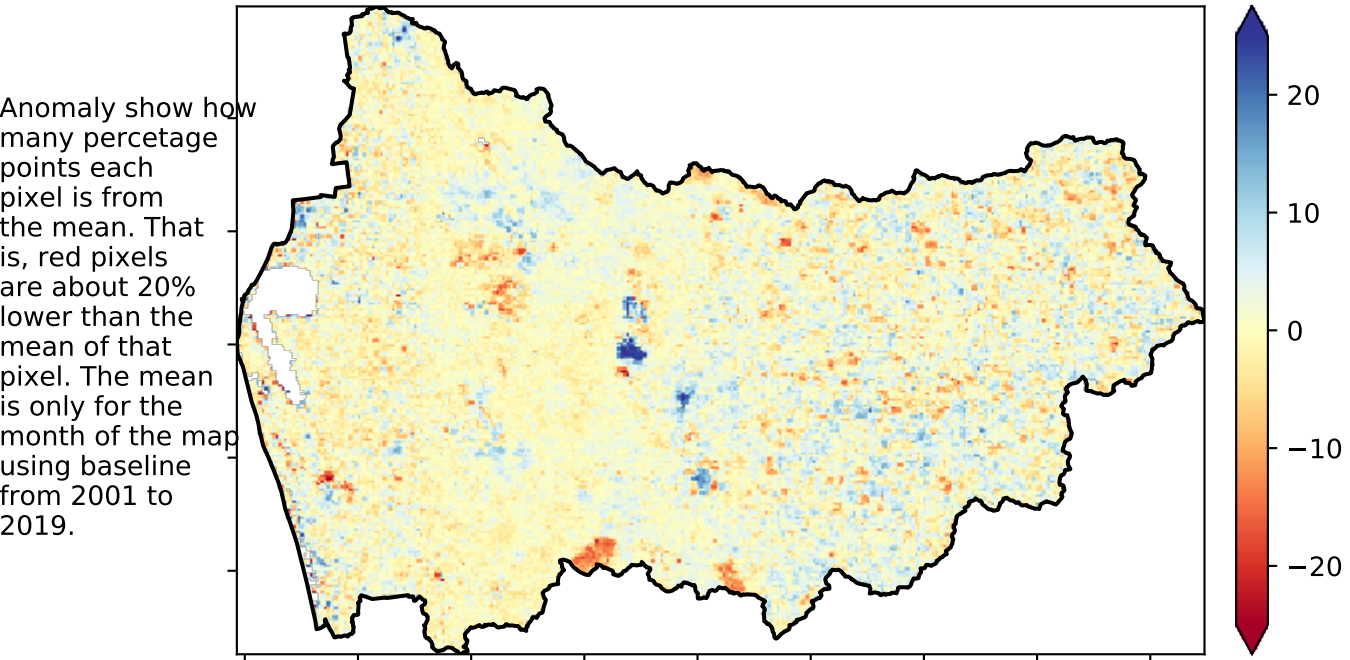 Anomaly show how
many percetage
points each
pixel is from
the mean. That
is, red pixels
are about 20%
lower than the
mean of that
pixel. The mean
is only for the
month of the map
using baseline
from 2001 to
2019.
20
10
0
−10
−20